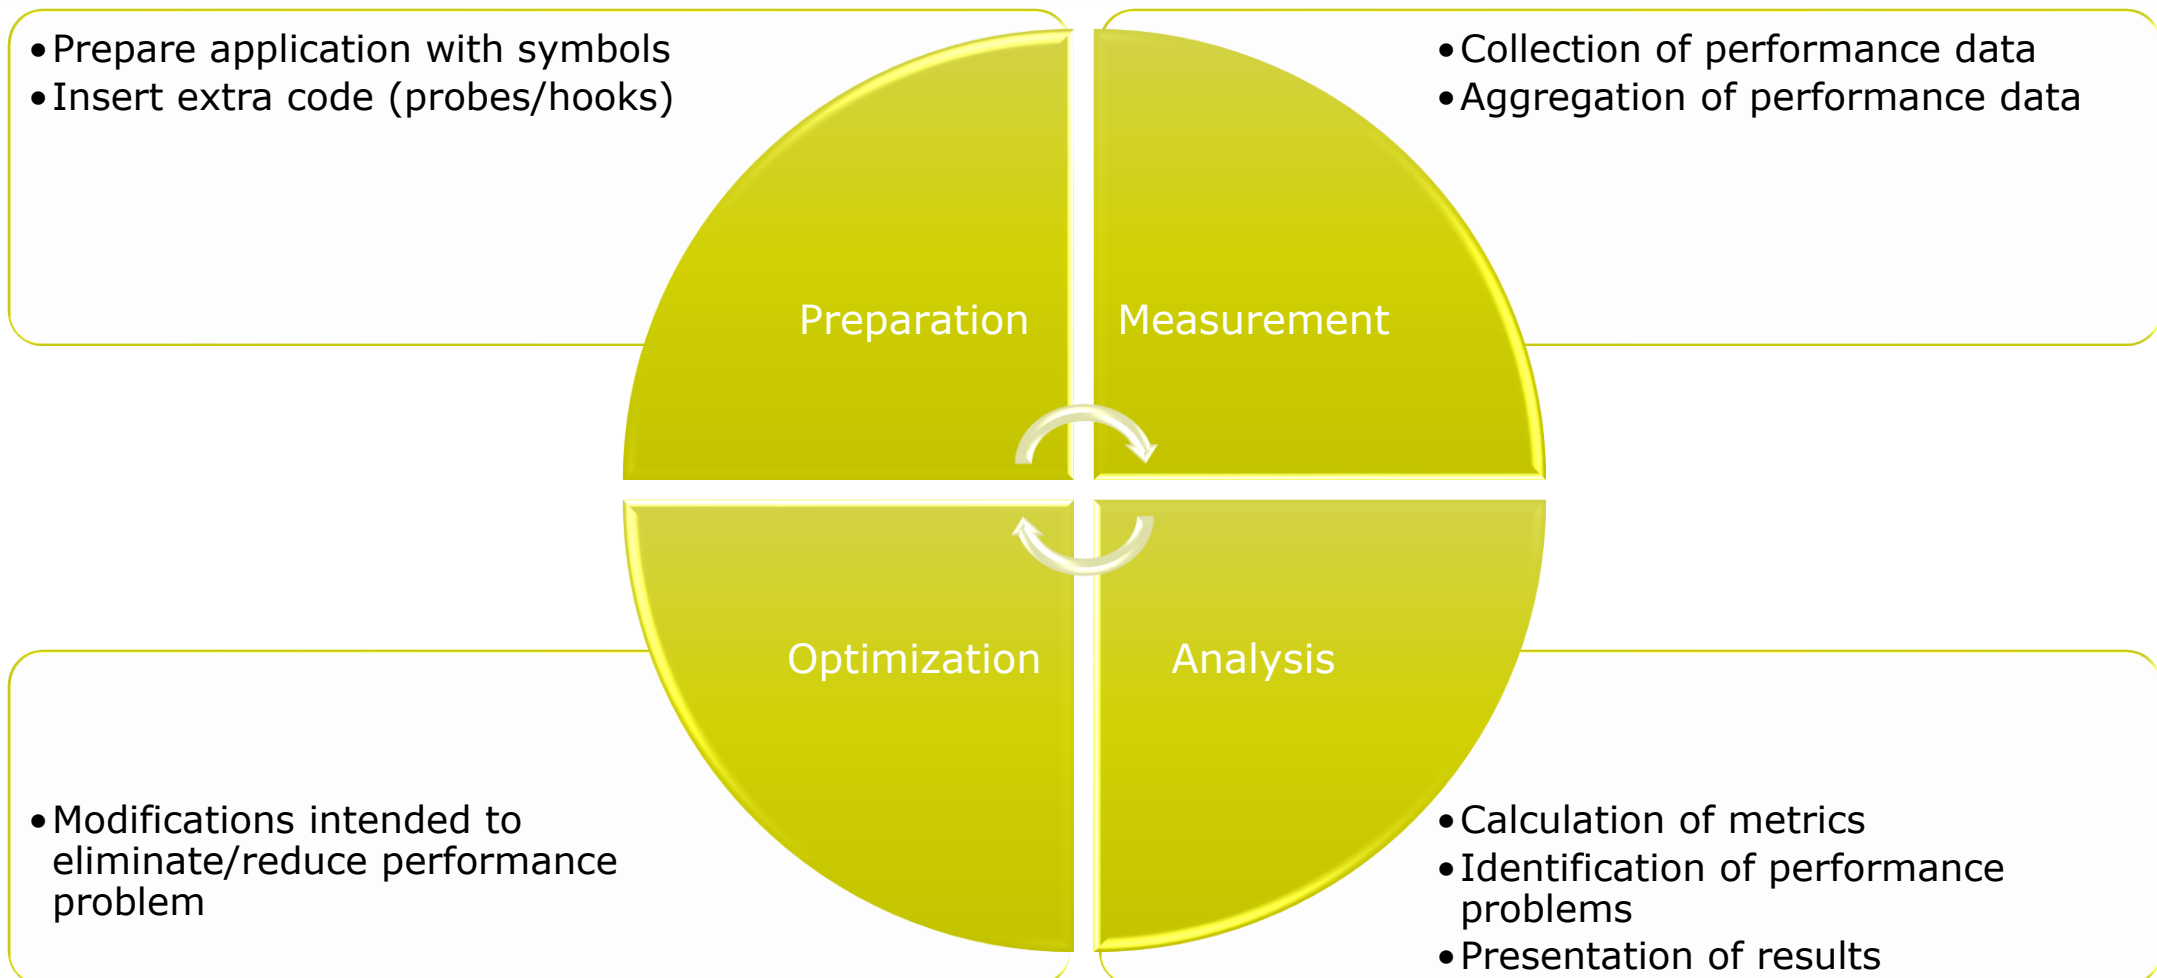 •Prepare application with symbols
•Insert extra code (probes/hooks)
•Collection of performance data
•Aggregation of performance data
Preparation
Measurement
Optimization
Analysis
•Modifications intended to
eliminate/reduce performance
problem
•Calculation of metrics
•Identification of performance
problems
•Presentation of results